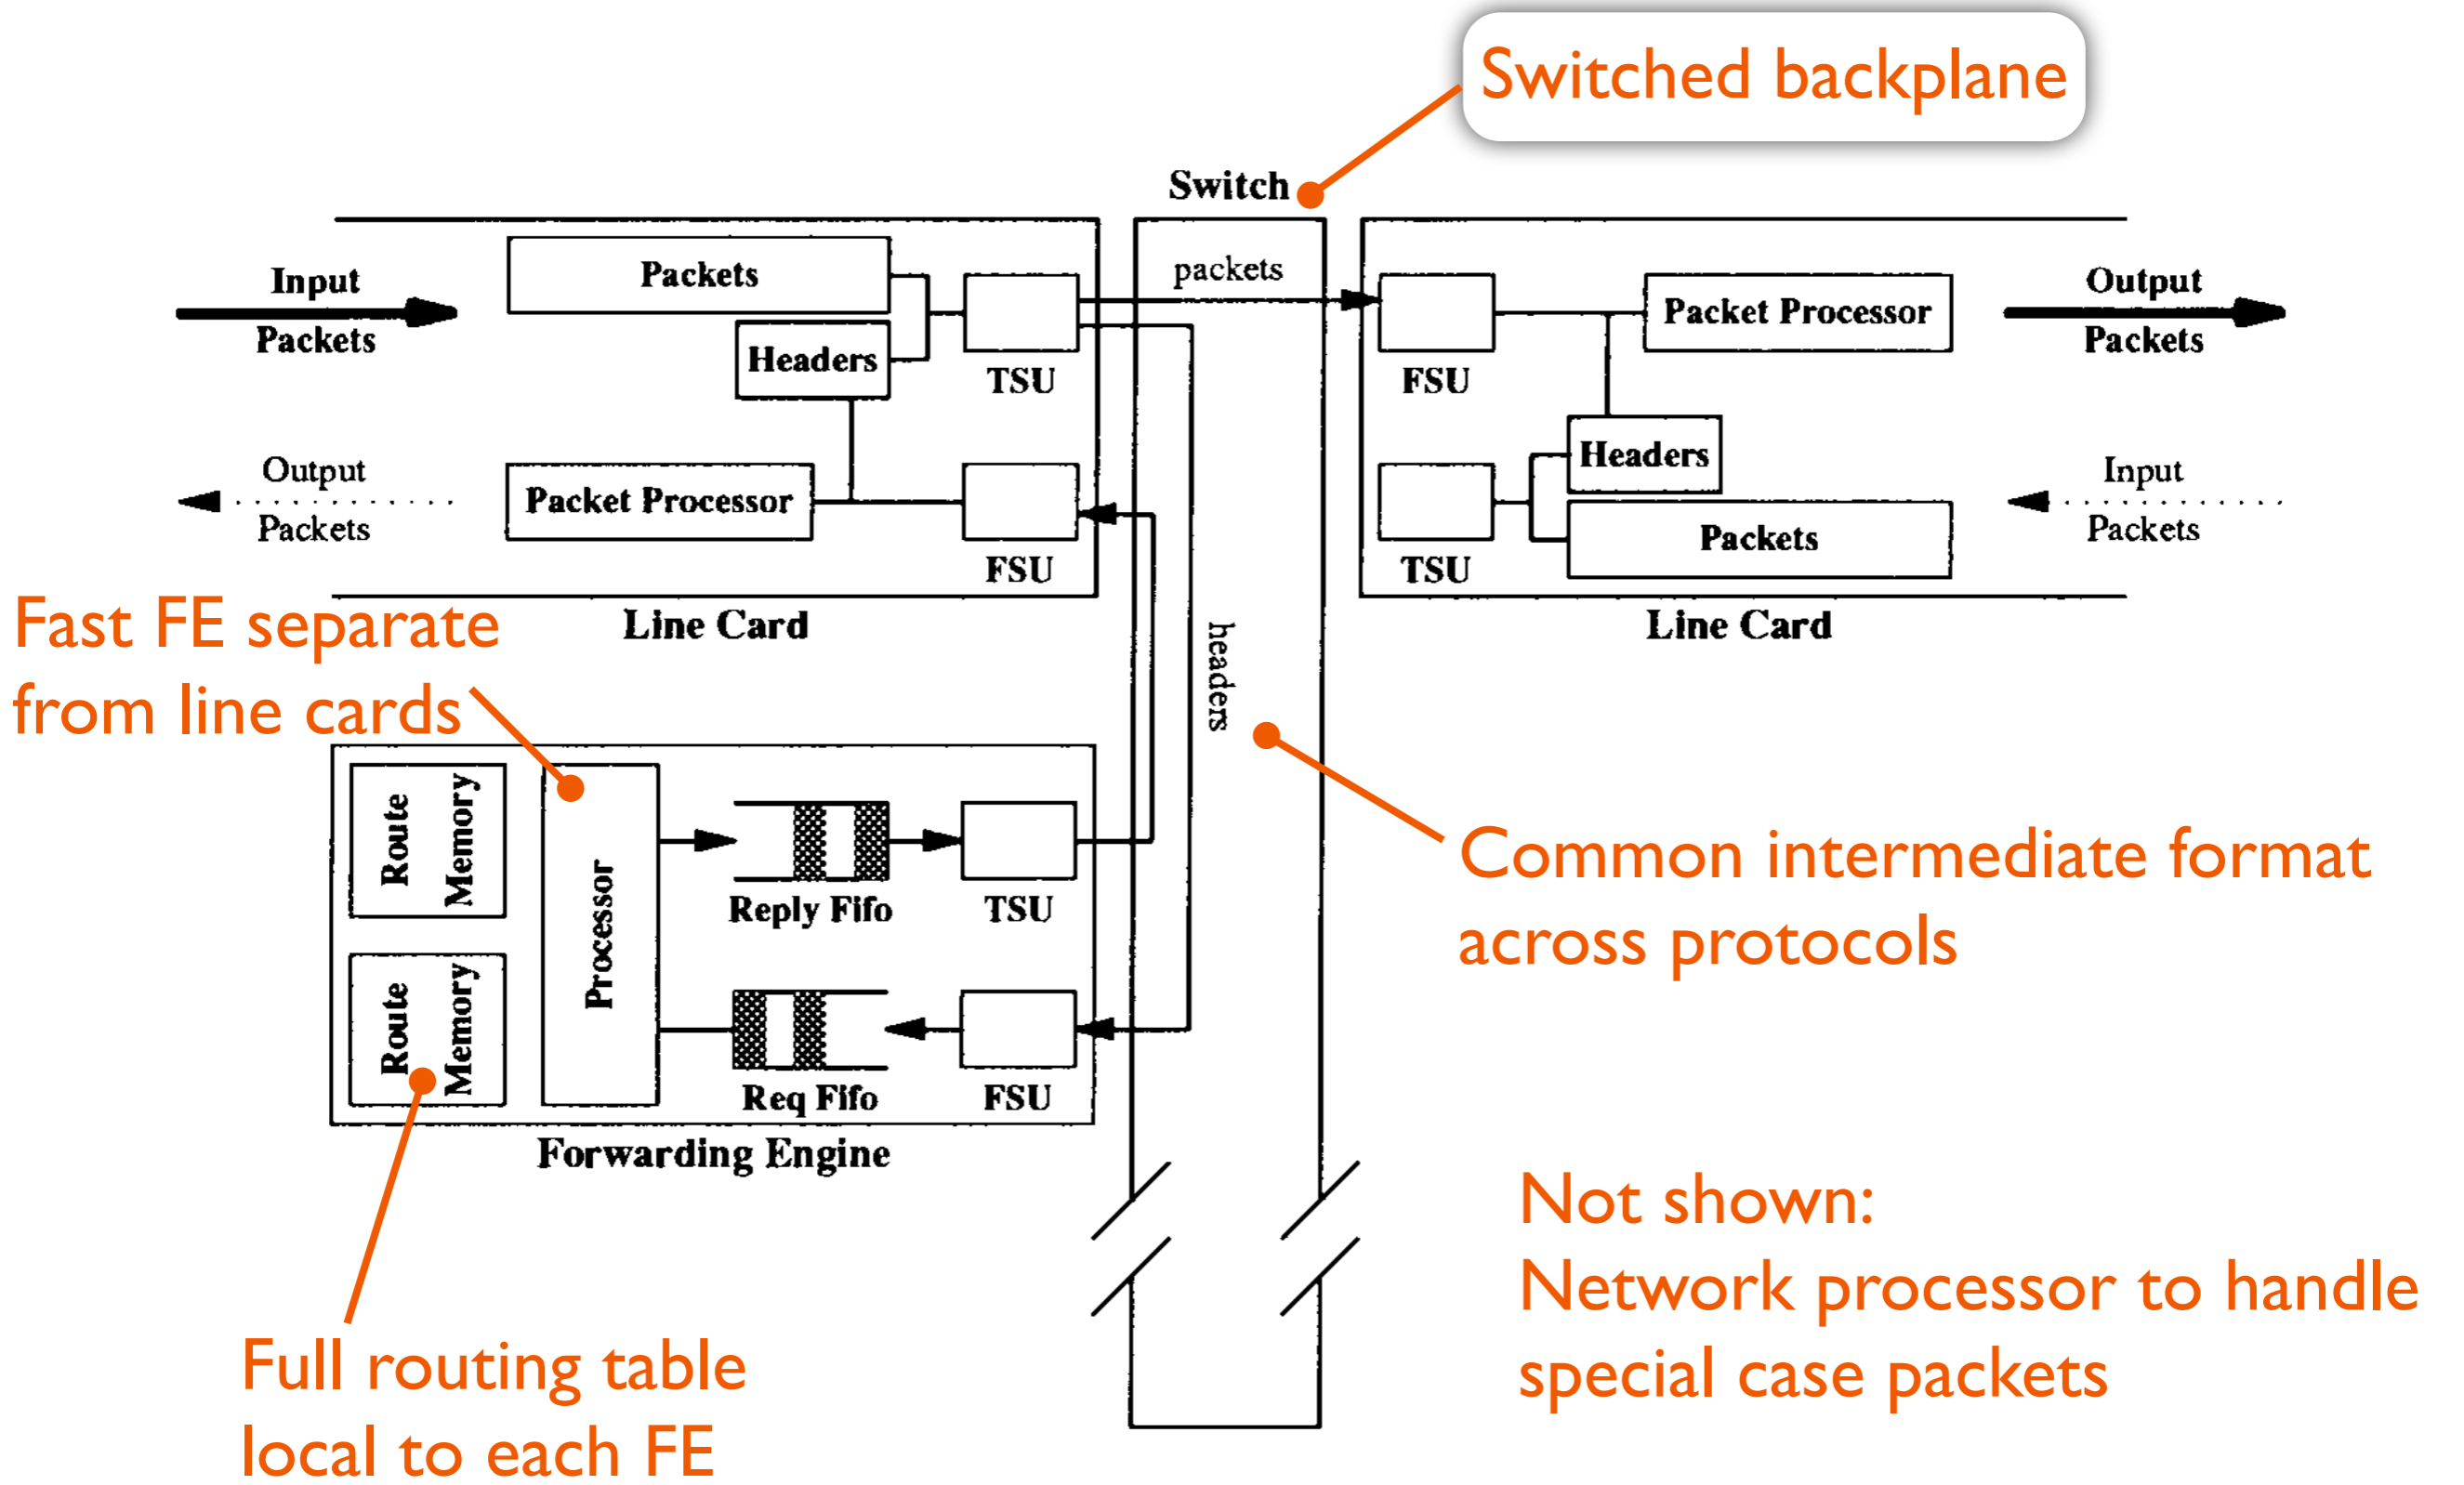 Switched backplane
Switch
Input
Packets
Packets
Headers
TSU
packets
FSU
Packet Processor
Output
Packets
Output
Packets
Packet Processor
FSU
TSU
Headers
Packets
Input
Packets
Line Card
Line Card
headers
Fast FE separate
from line cards
Route
Memory
Processor
Reply Fifo
TSU
Route
Memory
Req Fifo
FSU
Forwarding Engine
Common intermediate format
across protocols
Full routing table
local to each FE
Not shown:
Network processor to handle
special case packets